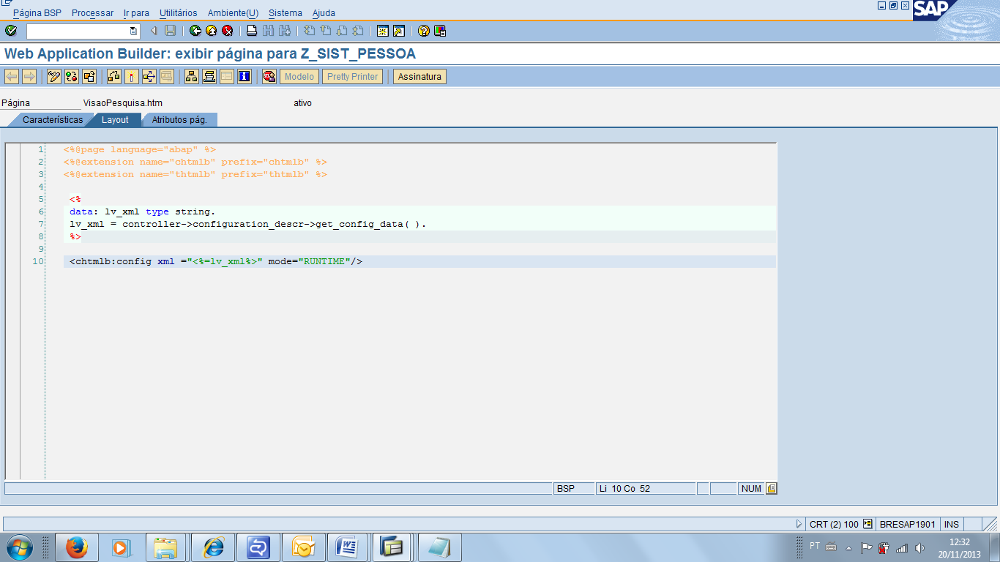 Página BSP Processar Ir para Utilitários Ambiente(U) Sistema Ajuda
SAP
Web Application Builder: exibir página para Z_SIST_PESSOA
Modelo Pretty Printer Assinatura
Página VisaoPesquisa.htm ativo
Características Layout Atributos pág.
1 <%@page language="abap" %>
2 <%@extension name="chtmlb" prefix="chtmlb" %>
3 <%@extension name="thtmlb" prefix="thtmlb" %>
4
5 <%
6 data: lv_xml type string.
7 lv_xml = controller->configuration_descr->get_config_data( ).
8 %>
9
10 <chtmlb:config xml ="<%=lv_xml%>" mode="RUNTIME"/>
BSP Li 10 Co 52 NUM
CRT (2) 100 BRESAP1901 INS
PT 12:32
20/11/2013